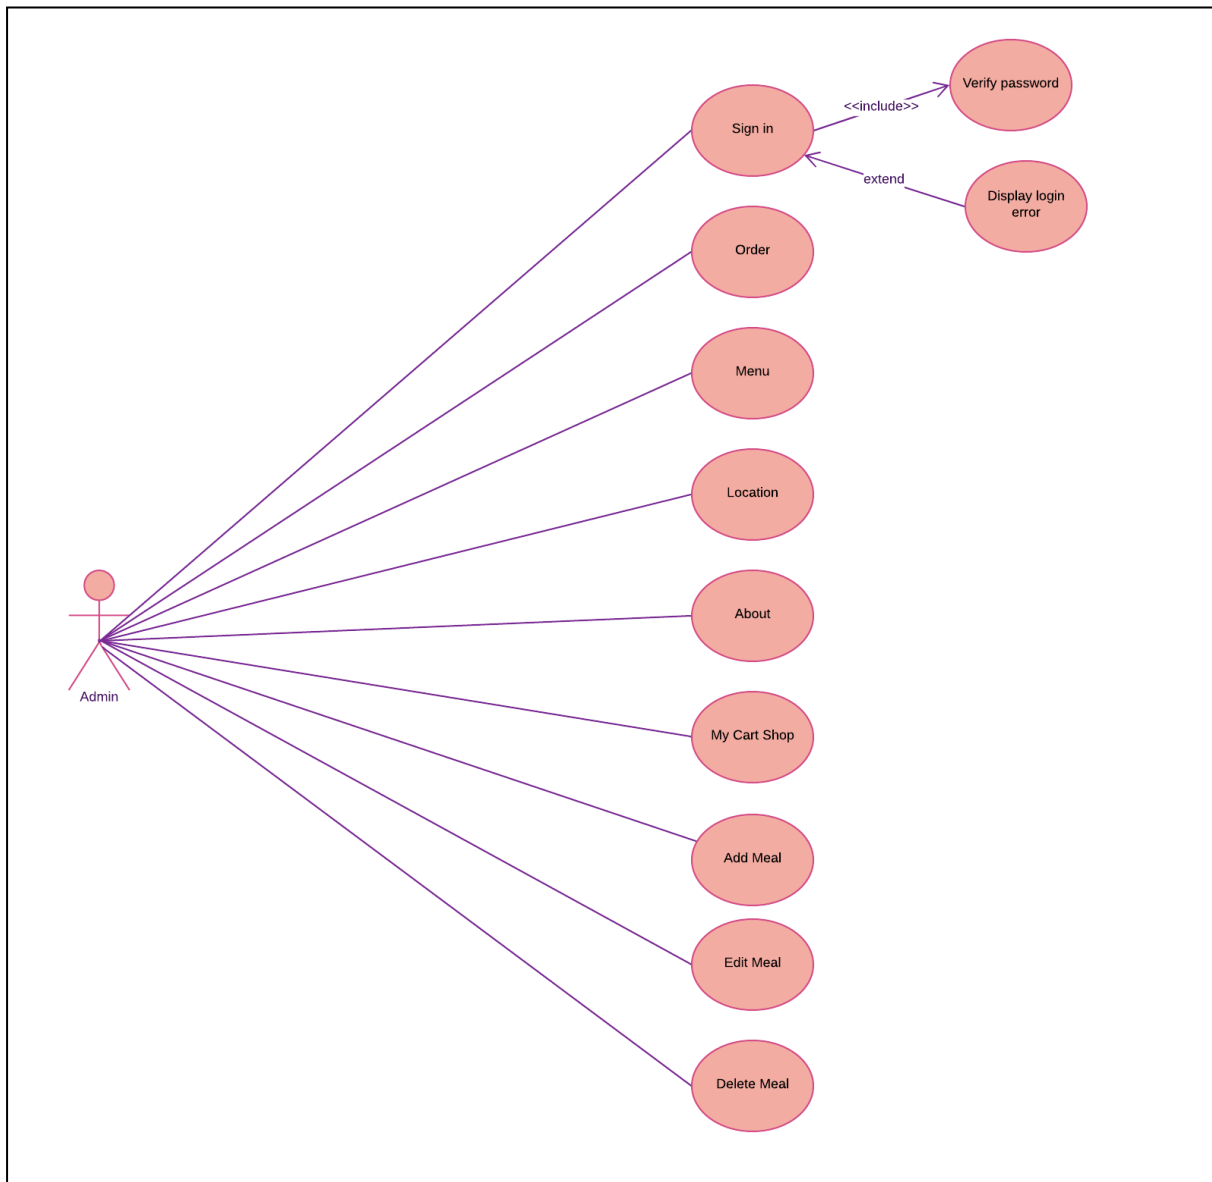 Verify password
<<include>>
Sign in
extend
Display login
error
Order
Menu
Location
About
Admin
My Cart Shop
Add Meal
Edit Meal
Delete Meal